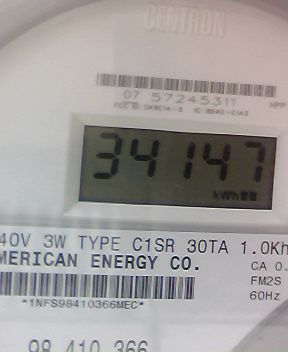 CENTRON®
07 57245311
34147
kWh
40V 3W TYPE C1SR 30TA 1.0Kh
MERICAN ENERGY CO.
CA 0.
*1NFS98410366MEC*
FM2S
60Hz
98 410 366